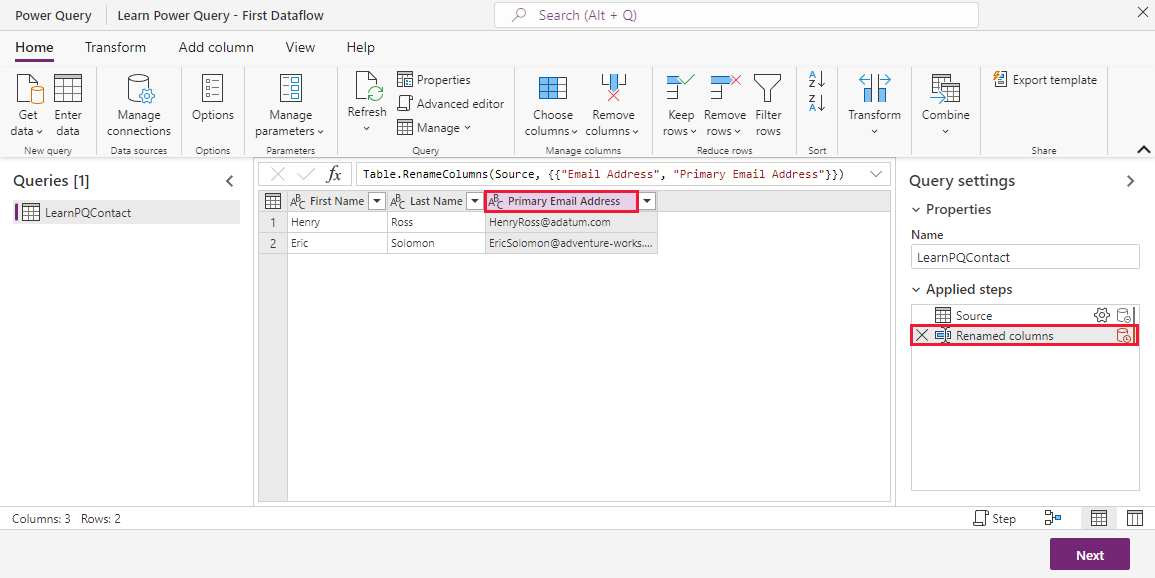 Power Query Learn Power Query - First Dataflow Search (Alt + Q)
Home Transform Add column View Help
Get data Enter data Manage connections Options Manage parameters Refresh Properties Advanced editor Manage Choose columns Remove columns Keep rows Remove rows Filter rows A Z Z A Transform Combine Export template
New query Data sources Options Parameters Query Manage columns Reduce rows Sort Share
Queries [1]
LearnPQContact
fx Table.RenameColumns(Source, {{"Email Address", "Primary Email Address"}})
ABC First Name ABC Last Name ABC Primary Email Address
1 Henry Ross HenryRoss@adatum.com
2 Eric Solomon EricSolomon@adventure-works....
Query settings
Properties
Name
LearnPQContact
Applied steps
Source
Renamed columns
Columns: 3 Rows: 2 Step
Next